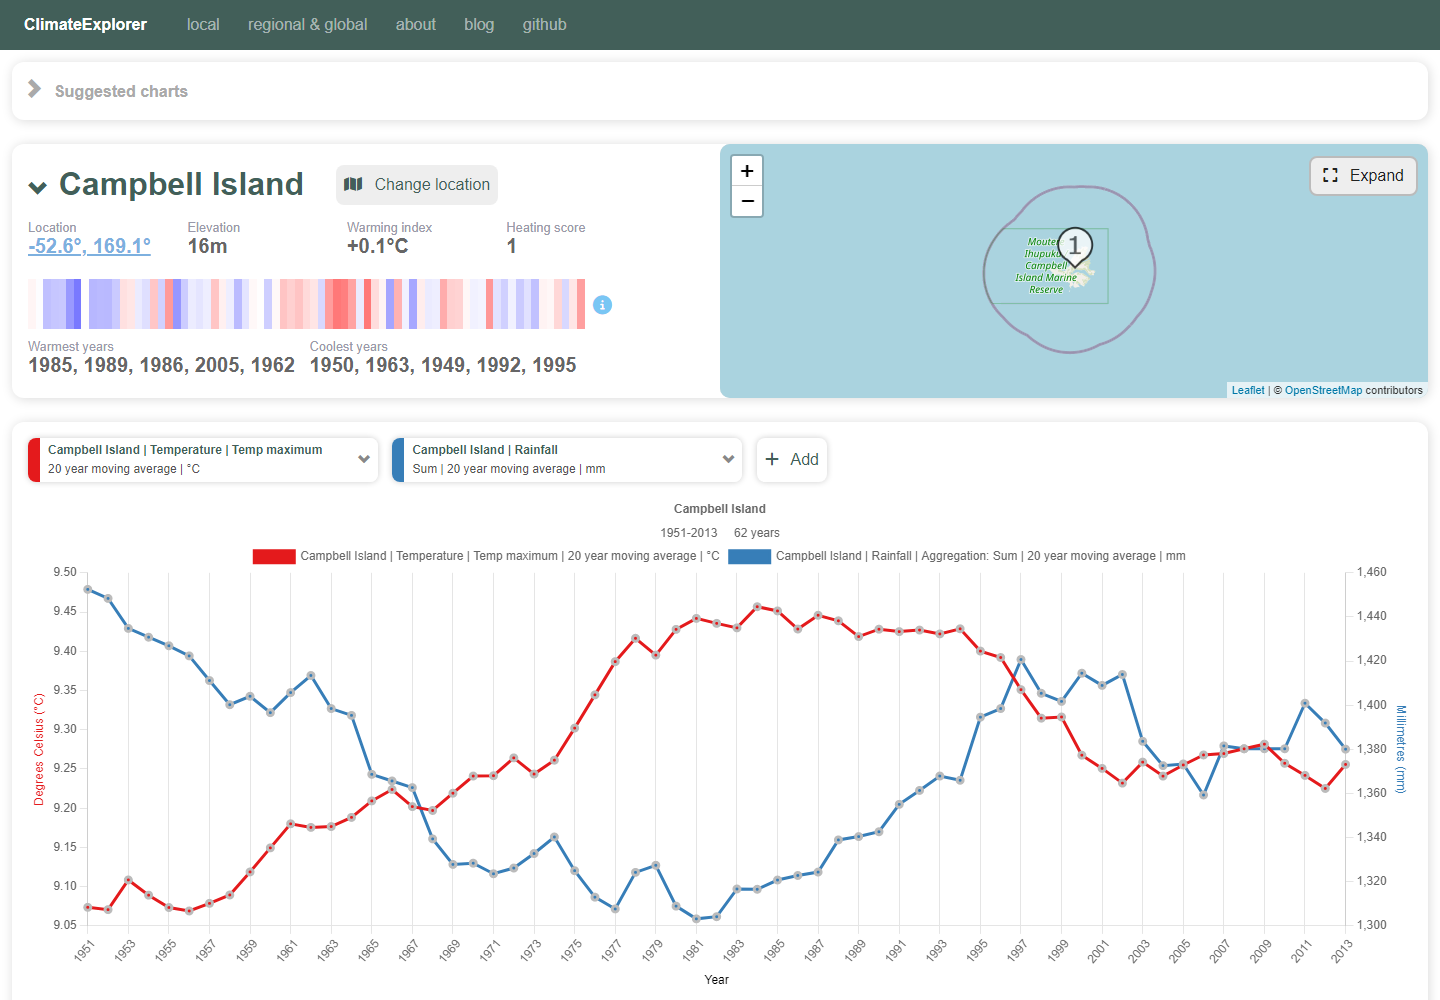 ClimateExplorer local regional & global about blog github
Suggested charts
Campbell Island
Change location
Location Elevation Warming index Heating score
-52.6°, 169.1° 16m +0.1°C 1
Warmest years Coolest years
1985, 1989, 1986, 2005, 1962 1950, 1963, 1949, 1992, 1995
+
−
Expand
1
Campbell
Island Marine
Reserve
Leaflet | © OpenStreetMap contributors
Campbell Island | Temperature | Temp maximum
20 year moving average | °C
Campbell Island | Rainfall
Sum | 20 year moving average | mm
+ Add
Campbell Island
1951-2013 62 years
Campbell Island | Temperature | Temp maximum | 20 year moving average | °C Campbell Island | Rainfall | Aggregation: Sum | 20 year moving average | mm
9.50
9.45
9.40
9.35
9.30
9.25
9.20
9.15
9.10
9.05
Degrees Celsius (°C)
1,460
1,440
1,420
1,400
1,380
1,360
1,340
1,320
1,300
Millimetres (mm)
1951 1953 1955 1957 1959 1961 1963 1965 1967 1969 1971 1973 1975 1977 1979 1981 1983 1985 1987 1989 1991 1993 1995 1997 1999 2001 2003 2005 2007 2009 2011 2013
Year